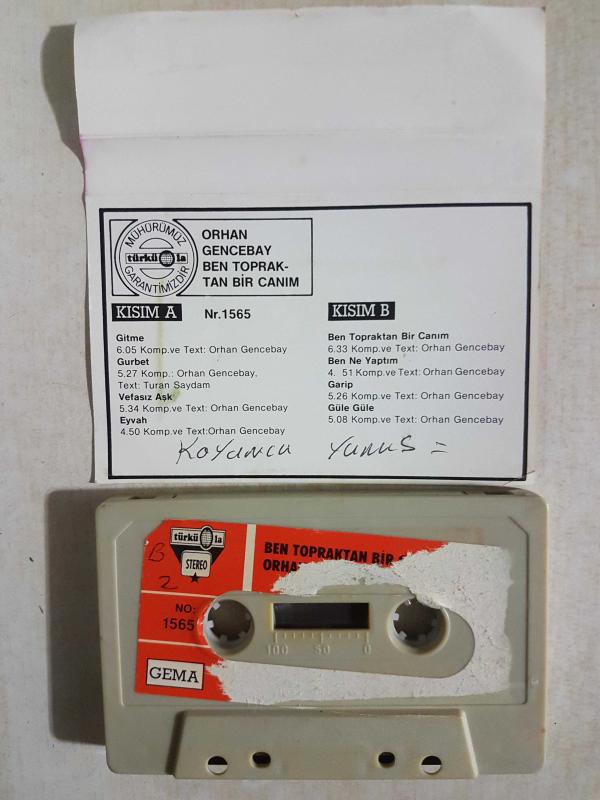 MÜHÜRÜMÜZ
türkü la
GARANTİMİZDİR
ORHAN
GENCEBAY
BEN TOPRAK-
TAN BİR CANIM
KISIM A Nr.1565
Gitme
6.05 Komp.ve Text: Orhan Gencebay
Gurbet
5.27 Komp.: Orhan Gencebay,
Text: Turan Saydam
Vefasız Aşk
5.34 Komp.ve Text: Orhan Gencebay
Eyvah
4.50 Komp.ve Text:Orhan Gencebay
KISIM B
Ben Topraktan Bir Canım
6.33 Komp.ve Text: Orhan Gencebay
Ben Ne Yaptım
4. 51 Komp.ve Text: Orhan Gencebay
Garip
5.26 Komp.ve Text: Orhan Gencebay
Güle Güle
5.08 Komp.ve Text: Orhan Gencebay
Koyuncu Yunus =
türkü la
STEREO
B
2
BEN TOPRAKTAN BİR
NO:
1565
GEMA
100 50 0